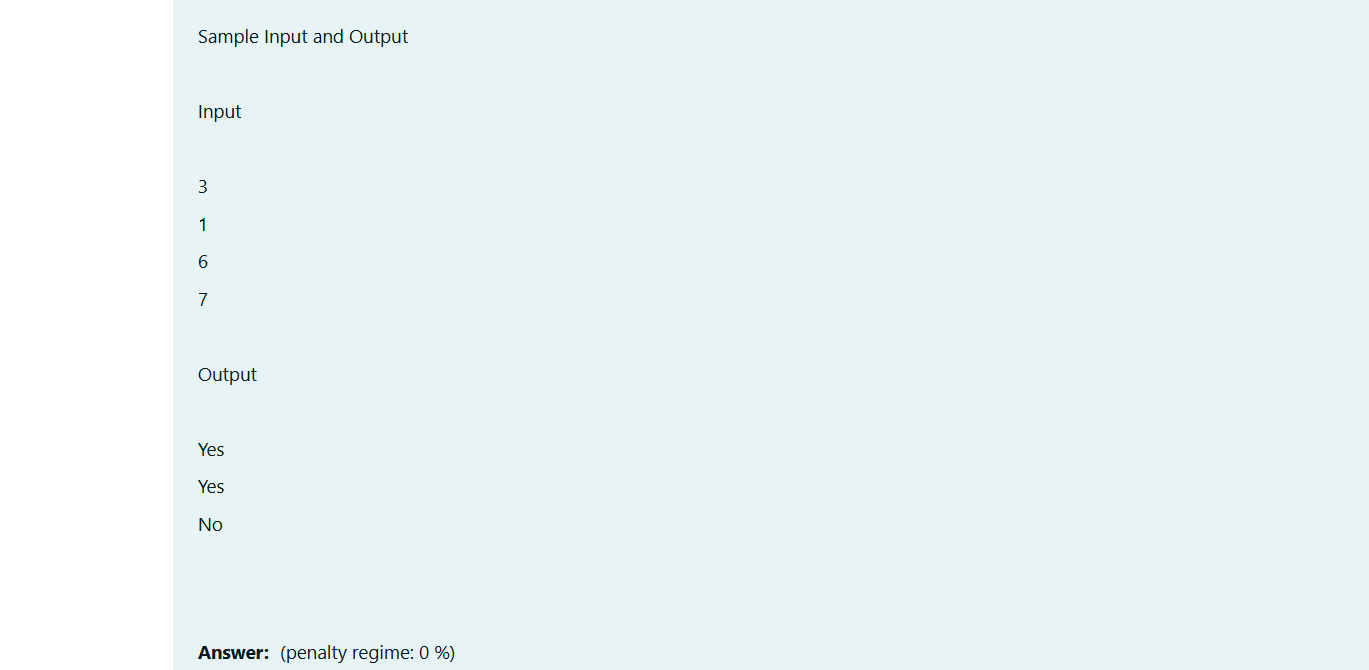 Sample Input and Output
Input
3
1
6
7
Output
Yes
Yes
No
Answer: (penalty regime: 0 %)